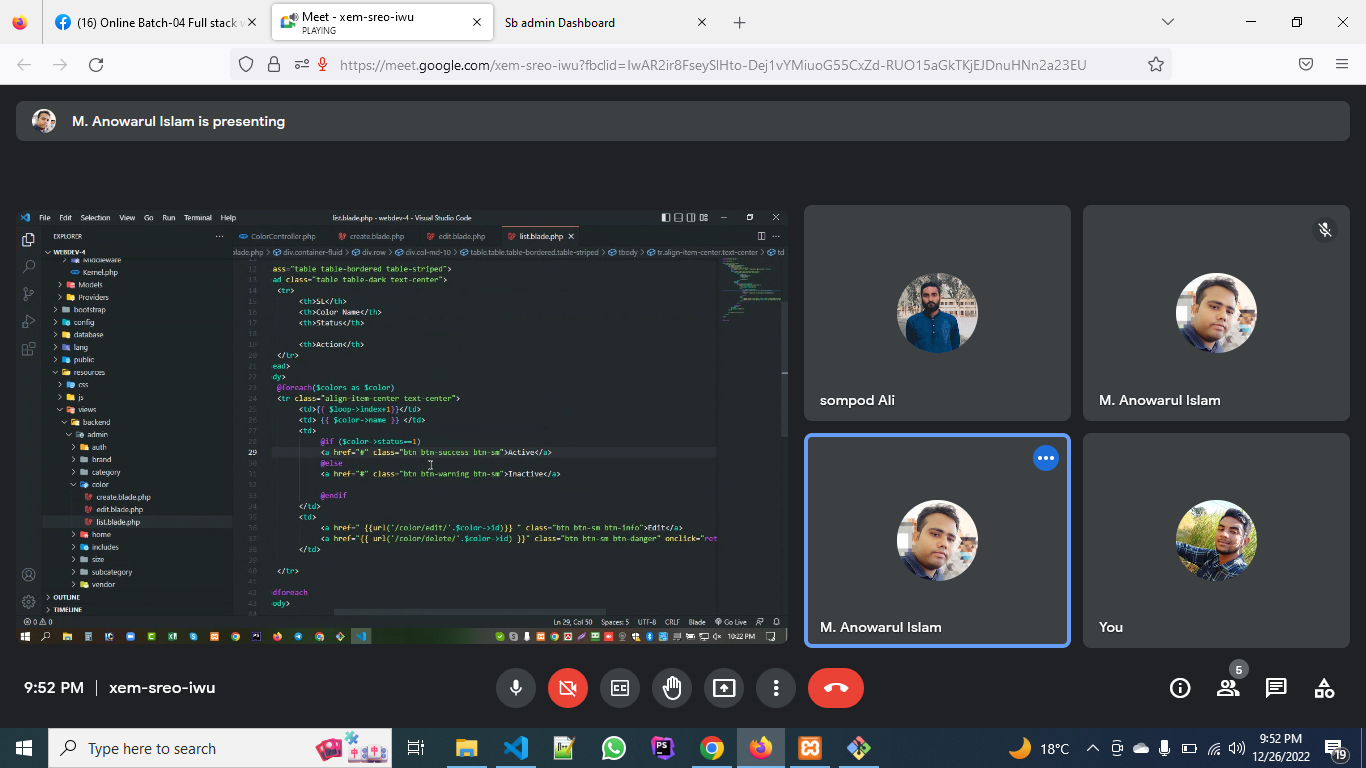 (16) Online Batch-04 Full stack
Meet - xem-sreo-iwu
PLAYING
Sb admin Dashboard
https://meet.google.com/xem-sreo-iwu?fbclid=IwAR2ir8FseySlHto-Dej1vYMiuoG55CxZd-RUO15aGkTKjEJDnuHNn2a23EU
M. Anowarul Islam is presenting
File Edit Selection View Go Run Terminal Help
list.blade.php - webdev-4 - Visual Studio Code
EXPLORER
ColorController.php
create.blade.php
edit.blade.php
list.blade.php
blade.php > div.container-fluid > div.row > div.col-md-10 > table.table.table-bordered.table-striped > tbody > tr.align-item-center.text-center > td
WEBDEV-4
Middleware
Kernel.php
Models
Providers
bootstrap
config
database
lang
public
resources
css
js
views
backend
admin
auth
brand
category
color
create.blade.php
edit.blade.php
list.blade.php
home
includes
size
subcategory
vendor
OUTLINE
TIMELINE
12 ass="table table-bordered table-striped">
13 ad class="table table-dark text-center">
14 <tr>
15 <th>SL</th>
16 <th>Color Name</th>
17 <th>Status</th>
18
19 <th>Action</th>
20 </tr>
21 ead>
22 dy>
23 @foreach($colors as $color)
24 <tr class="align-item-center text-center">
25 <td>{{ $loop->index+1}}</td>
26 <td> {{ $color->name }} </td>
27 <td>
28 @if ($color->status==1)
29 <a href="#" class="btn btn-success btn-sm">Active</a>
30 @else
31 <a href="#" class="btn btn-warning btn-sm">Inactive</a>
32
33 @endif
34 </td>
35 <td>
36 <a href=" {{url('/color/edit/'.$color->id)}} " class="btn btn-sm btn-info">Edit</a>
37 <a href="{{ url('/color/delete/'.$color->id) }}" class="btn btn-sm btn-danger" onclick="ret
38 </td>
39
40 </tr>
41
42 dforeach
43 ody>
0 0
Ln 29, Col 50 Spaces: 5 UTF-8 CRLF Blade Go Live
10:22 PM
sompod Ali
M. Anowarul Islam
M. Anowarul Islam
You
9:52 PM | xem-sreo-iwu
5
Type here to search
18°C
9:52 PM
12/26/2022
19